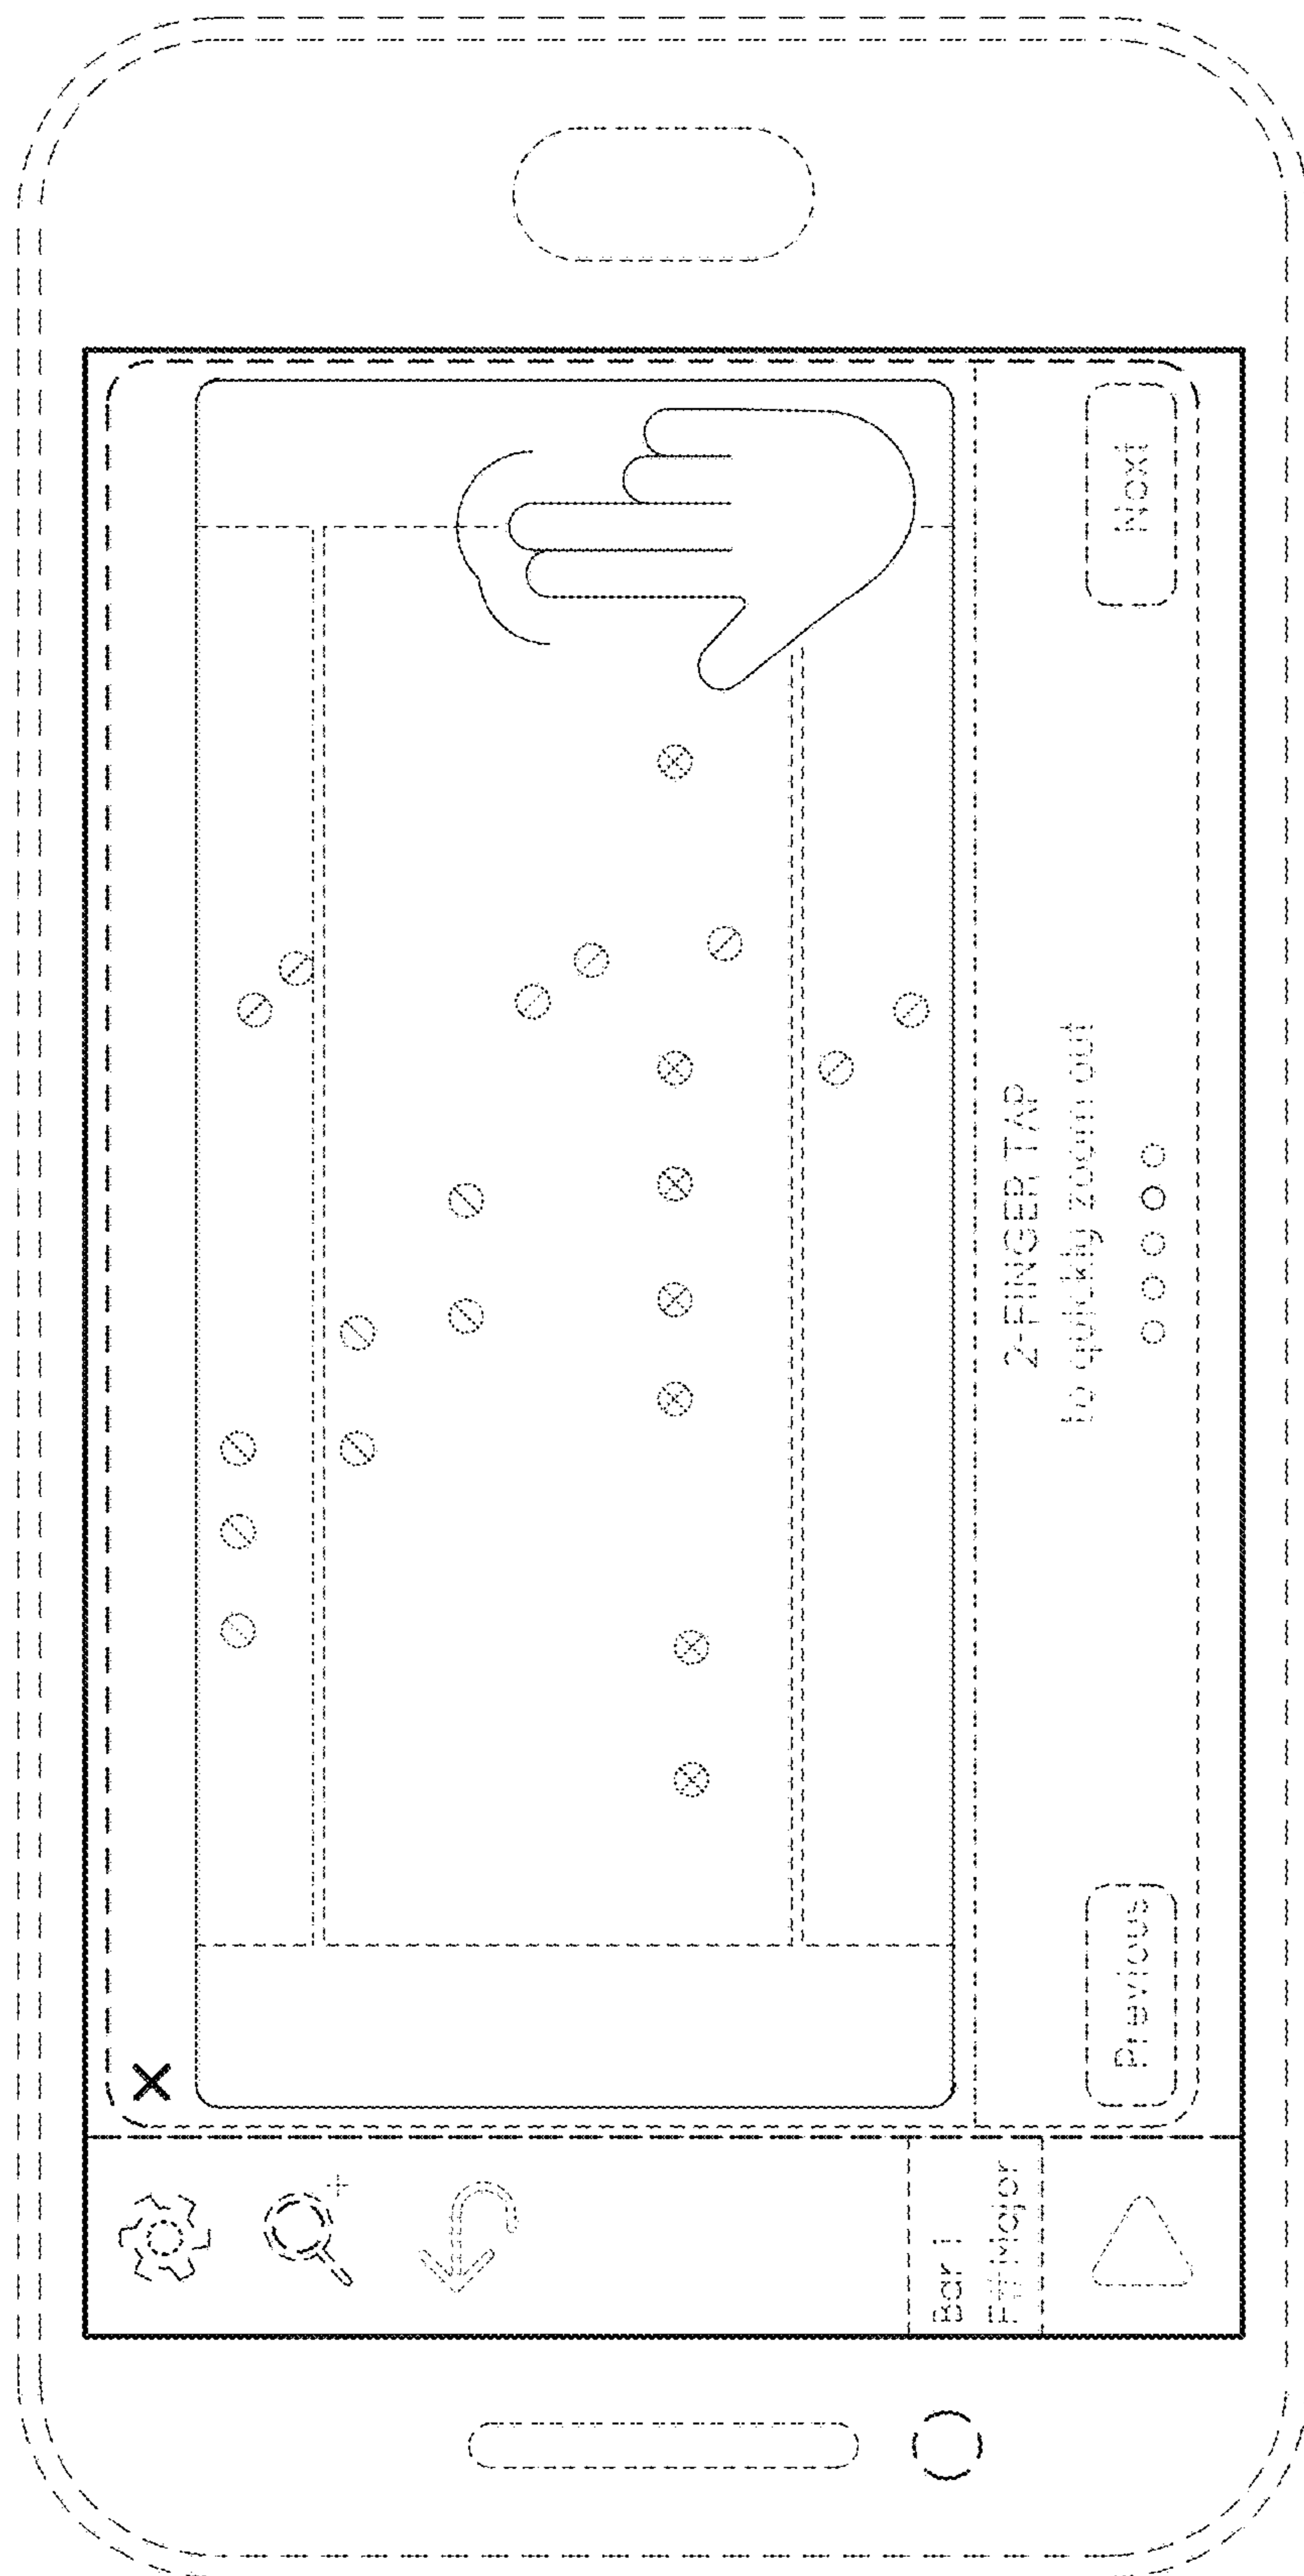 Bar 1
F# Major
2-FINGER TAP
to quickly zoom out
Previous
Next